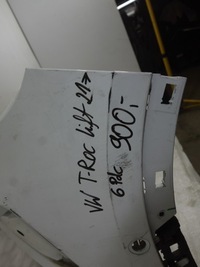 VW T-Roc lift 21→
6 Pdc 900,-